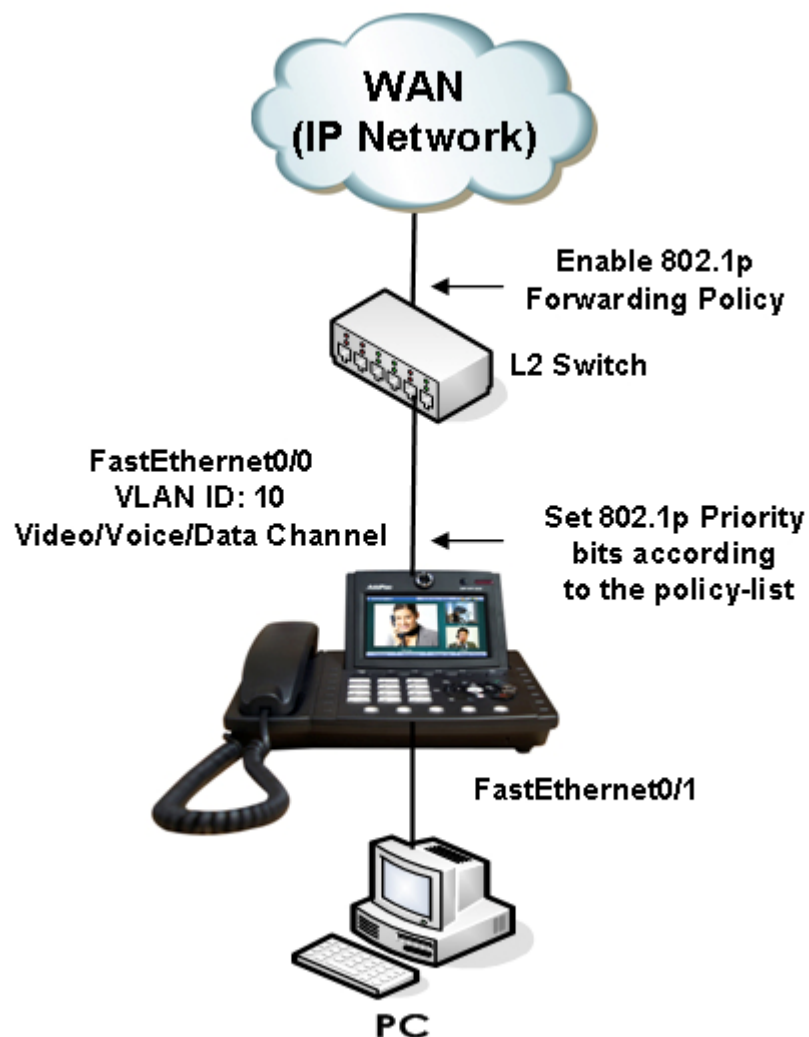 WAN
(IP Network)
Enable 802.1p
Forwarding Policy
L2 Switch
FastEthernet0/0
VLAN ID: 10
Video/Voice/Data Channel
Set 802.1p Priority
bits according
to the policy-list
FastEthernet0/1
PC